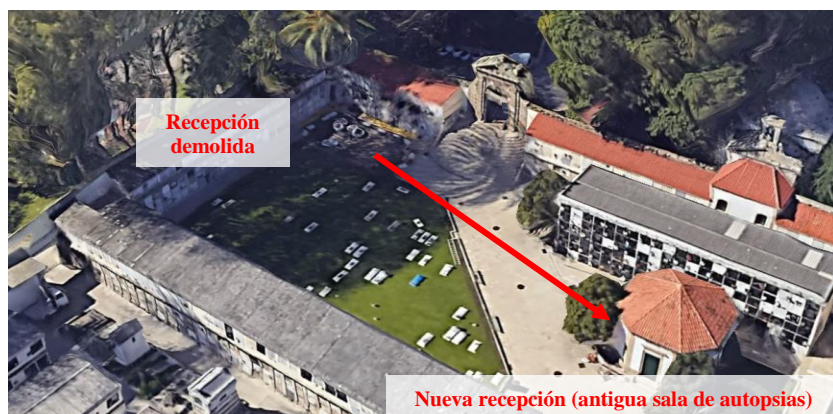 Recepción
demolida
Nueva recepción (antigua sala de autopsias)